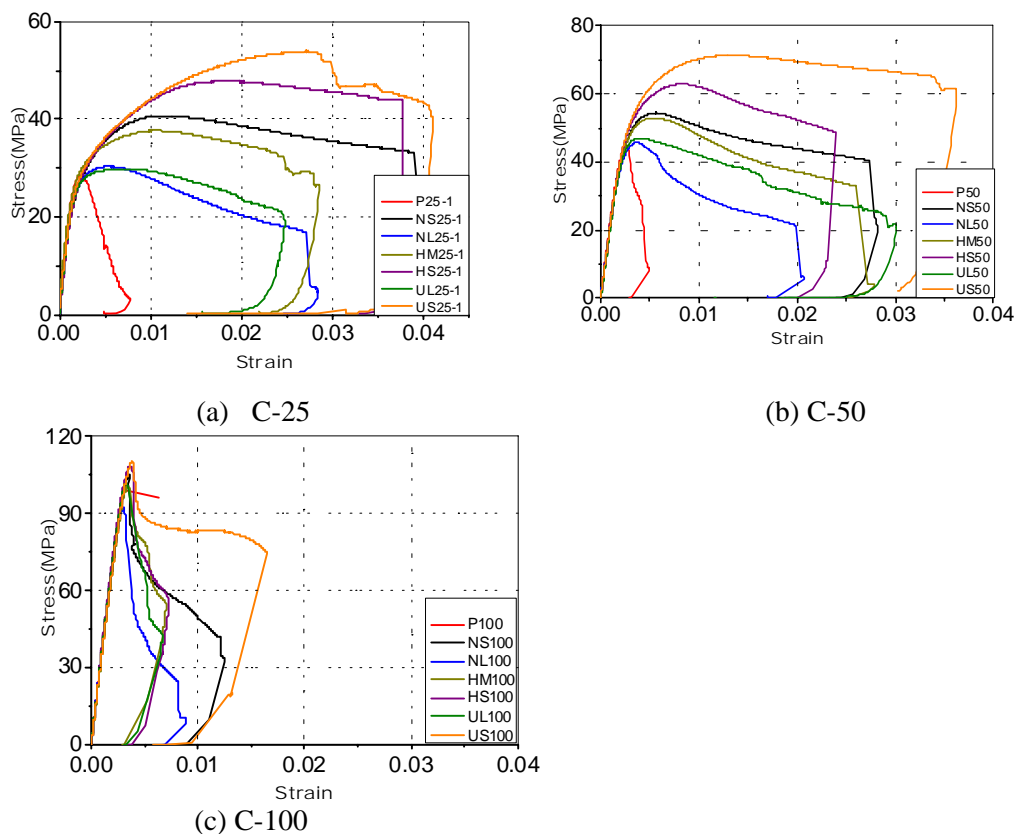 60
40
20
0
Stress(MPa)
0.00 0.01 0.02 0.03 0.04
Strain
P25-1
NS25-1
NL25-1
HM25-1
HS25-1
UL25-1
US25-1
(a) C-25
80
60
40
20
0
Stress(MPa)
0.00 0.01 0.02 0.03 0.04
Strain
P50
NS50
NL50
HM50
HS50
UL50
US50
(b) C-50
120
90
60
30
0
Stress(MPa)
0.00 0.01 0.02 0.03 0.04
Strain
P100
NS100
NL100
HM100
HS100
UL100
US100
(c) C-100